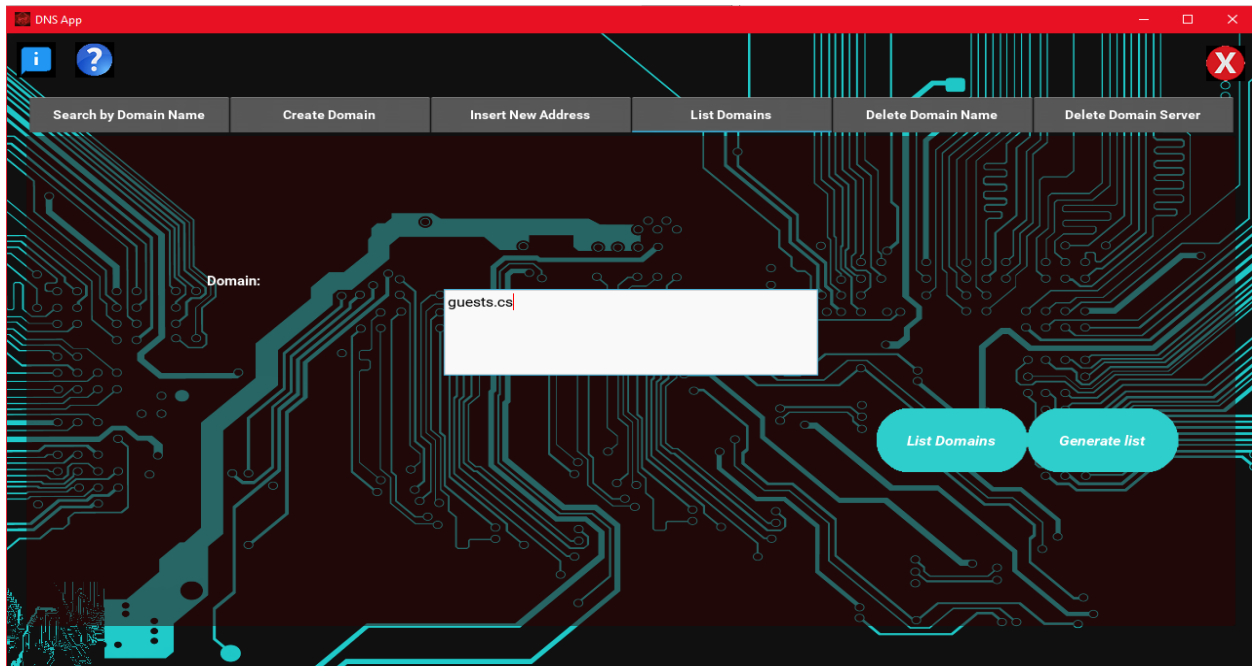 DNS App
i
?
X
Search by Domain Name Create Domain Insert New Address List Domains Delete Domain Name Delete Domain Server
Domain:
guests.cs
List Domains Generate list